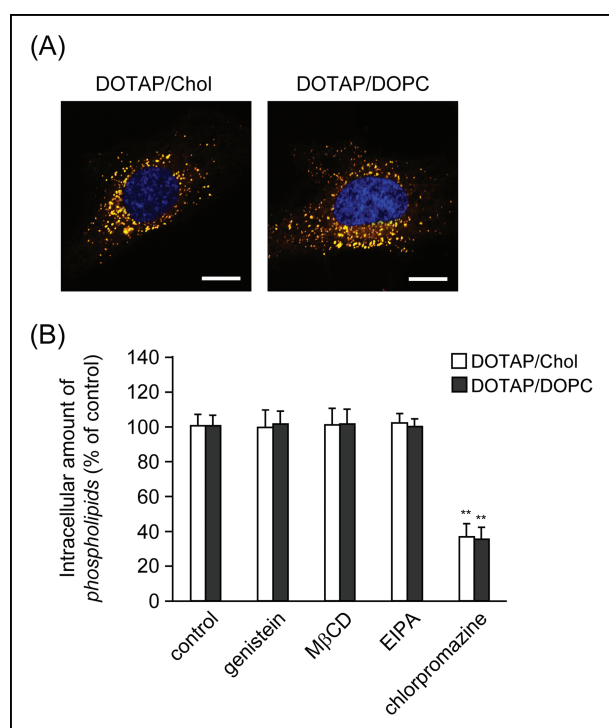 (A)
DOTAP/Chol
DOTAP/DOPC
(B)
Intracellular amount of
phospholipids (% of control)
140
120
100
80
60
40
20
0
DOTAP/Chol
DOTAP/DOPC
** **
control
genistein
MβCD
EIPA
chlorpromazine